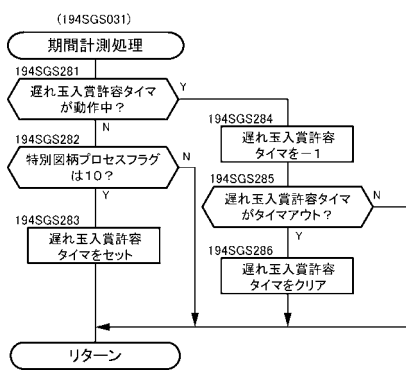 (194SGS031)
期間計測処理
194SGS281
遅れ玉入賞許容タイマ
が動作中？
Y
N
194SGS282
特別図柄プロセスフラグ
は１０？
N
Y
194SGS283
遅れ玉入賞許容
タイマをセット
194SGS284
遅れ玉入賞許容
タイマを－１
194SGS285
遅れ玉入賞許容タイマ
がタイマアウト？
N
Y
194SGS286
遅れ玉入賞許容
タイマをクリア
リターン